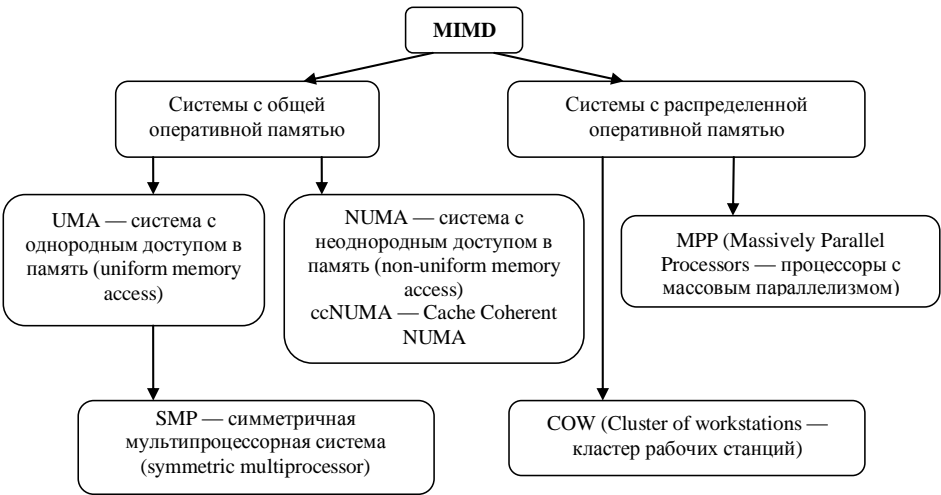 MIMD
Системы с общей
оперативной памятью
Системы с распределенной
оперативной памятью
UMA — система с
однородным доступом в
память (uniform memory
access)
NUMA — система с
неоднородным доступом в
память (non-uniform memory
access)
ccNUMA — Cache Coherent
NUMA
MPP (Massively Parallel
Processors — процессоры с
массовым параллелизмом)
SMP — симметричная
мультипроцессорная система
(symmetric multiprocessor)
COW (Cluster of workstations —
кластер рабочих станций)